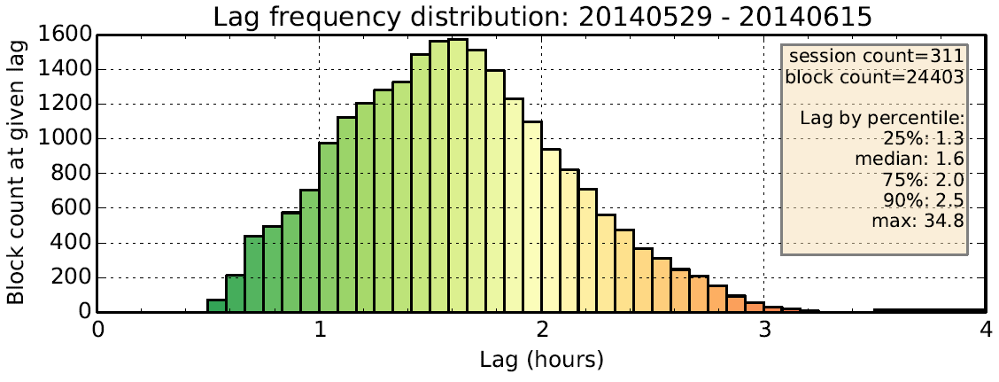 Lag frequency distribution: 20140529 - 20140615
Block count at given lag
1600
1400
1200
1000
800
600
400
200
0
session count=311
block count=24403
Lag by percentile:
25%: 1.3
median: 1.6
75%: 2.0
90%: 2.5
max: 34.8
0 1 2 3 4
Lag (hours)